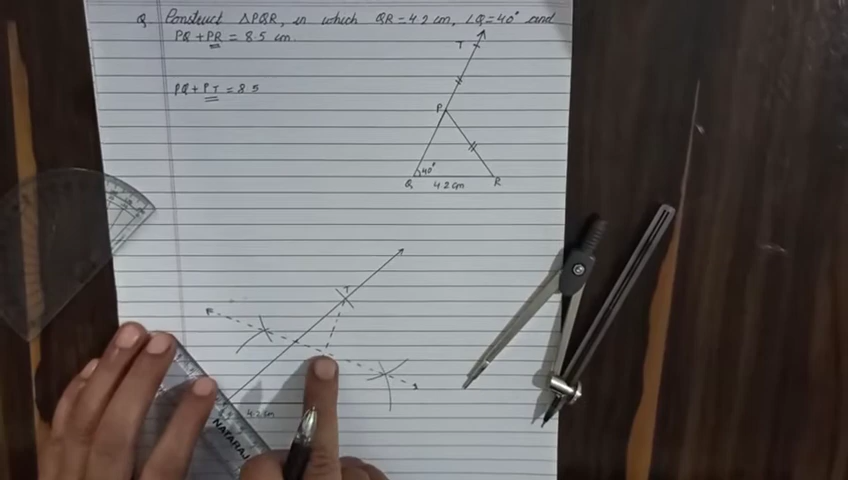 Q Construct △PQR, in which QR = 4.2 cm, ∠Q = 40° and
PQ + PR = 8.5 cm.
T
PQ + PT = 8.5
P
40°
Q 4.2 cm R
T
4.2 cm
NATARAJ